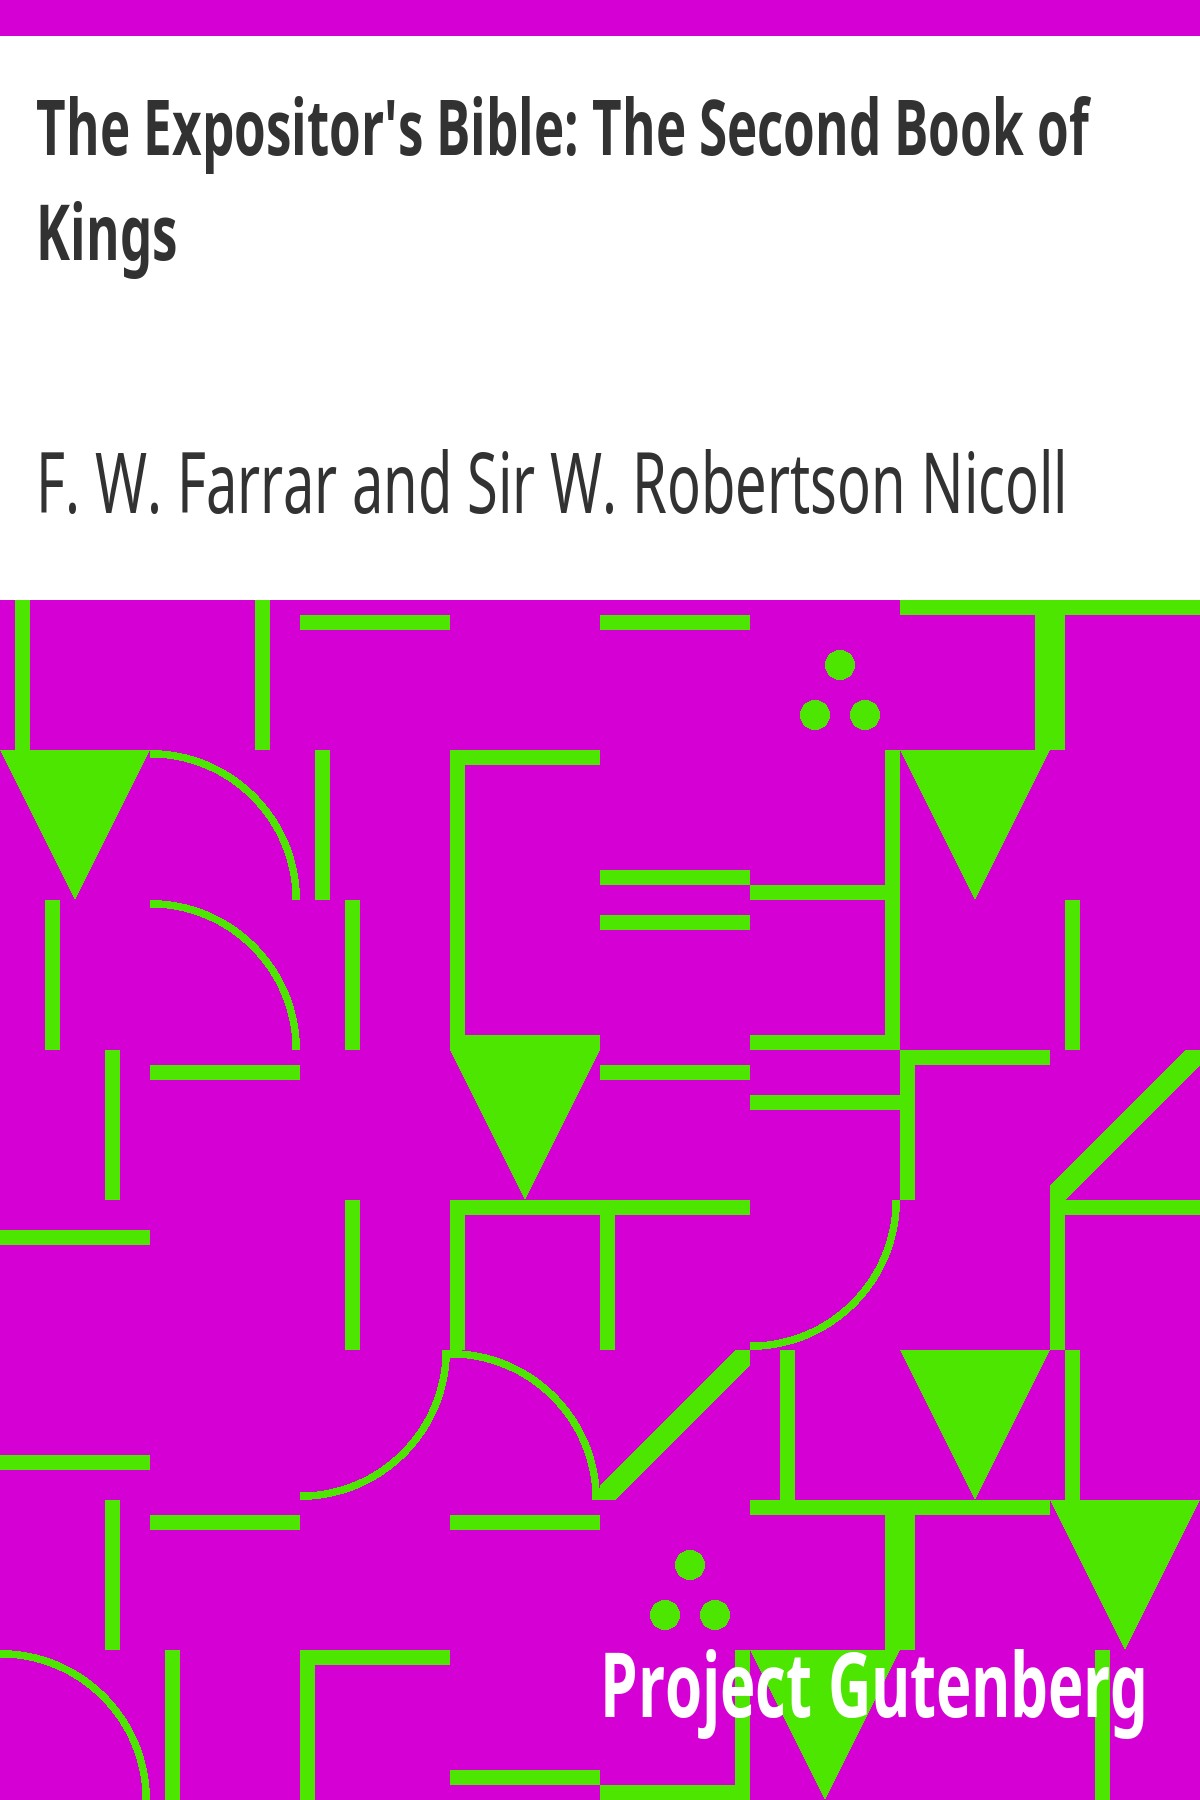 The Expositor's Bible: The Second Book of
Kings
F. W. Farrar and Sir W. Robertson Nicoll
Project Gutenberg